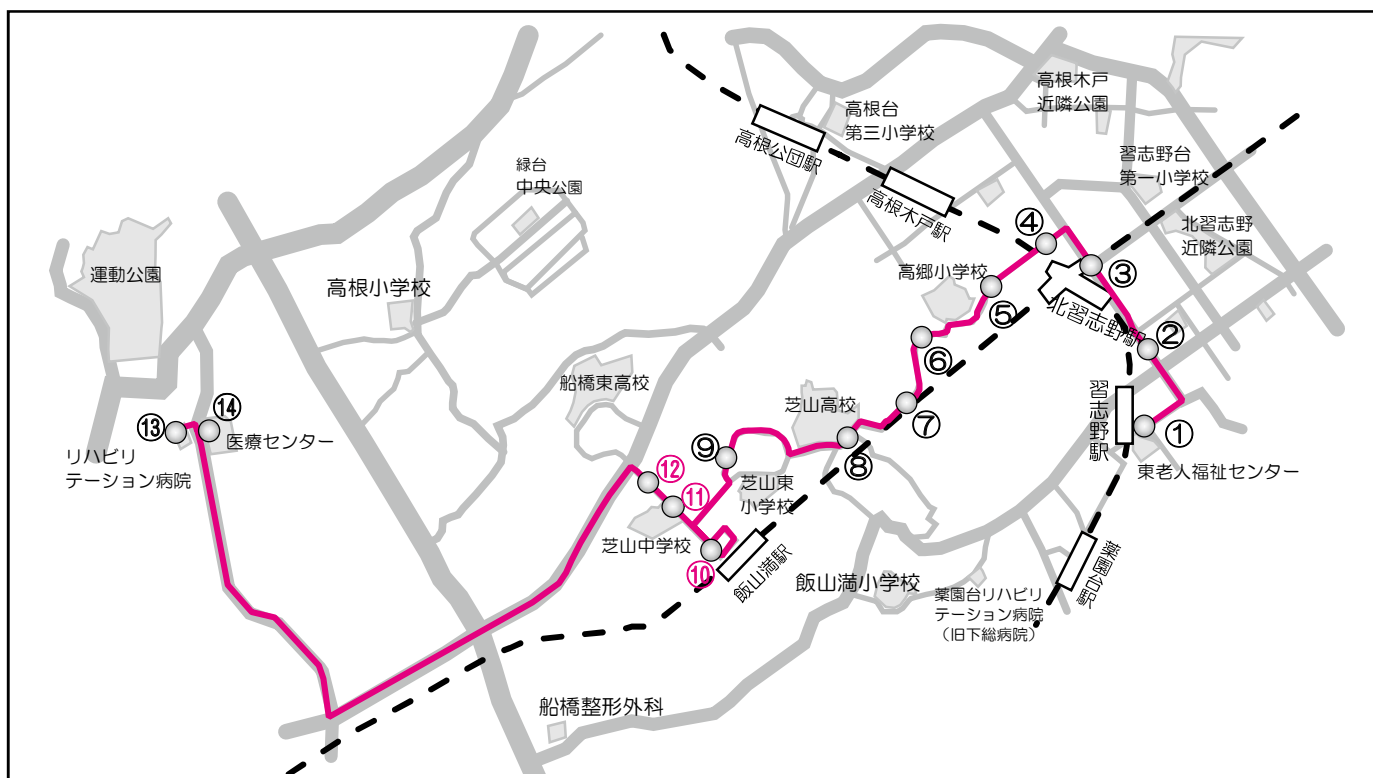 高根木戸
近隣公園
高根台
第三小学校
高根公団駅
習志野台
第一小学校
緑台
中央公園
高根木戸駅
④
北習志野
近隣公園
運動公園
高根小学校
高郷小学校
③
⑤
北習志野駅
②
⑥
船橋東高校
芝山高校
⑦
習志野駅
①
⑬
⑭
医療センター
リハビリ
テーション病院
⑨
⑧
東老人福祉センター
⑫
⑪
芝山東
小学校
芝山中学校
⑩
飯山満駅
飯山満小学校
薬園台駅
薬園台リハビリ
テーション病院
（旧下総病院）
船橋整形外科